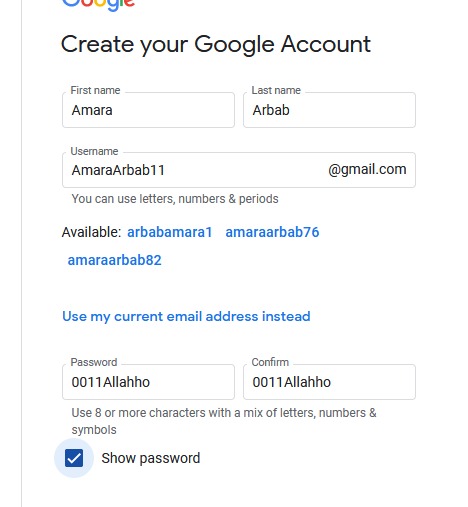 Google
Create your Google Account
First name
Last name
Amara
Arbab
Username
AmaraArbab11
@gmail.com
You can use letters, numbers & periods
Available: arbabamara1 amaraarbab76
amaraarbab82
Use my current email address instead
Password
Confirm
0011Allahho
0011Allahho
Use 8 or more characters with a mix of letters, numbers &
symbols
Show password